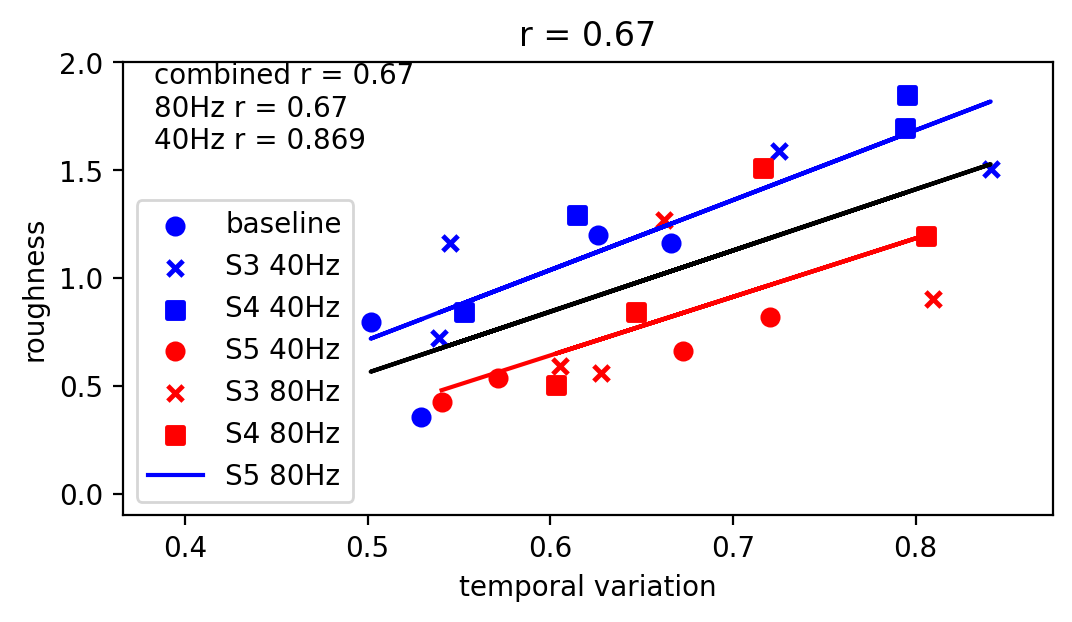 r = 0.67
combined r = 0.67
80Hz r = 0.67
40Hz r = 0.869
baseline
S3 40Hz
S4 40Hz
S5 40Hz
S3 80Hz
S4 80Hz
S5 80Hz
2.0
1.5
1.0
0.5
0.0
roughness
0.4
0.5
0.6
0.7
0.8
temporal variation